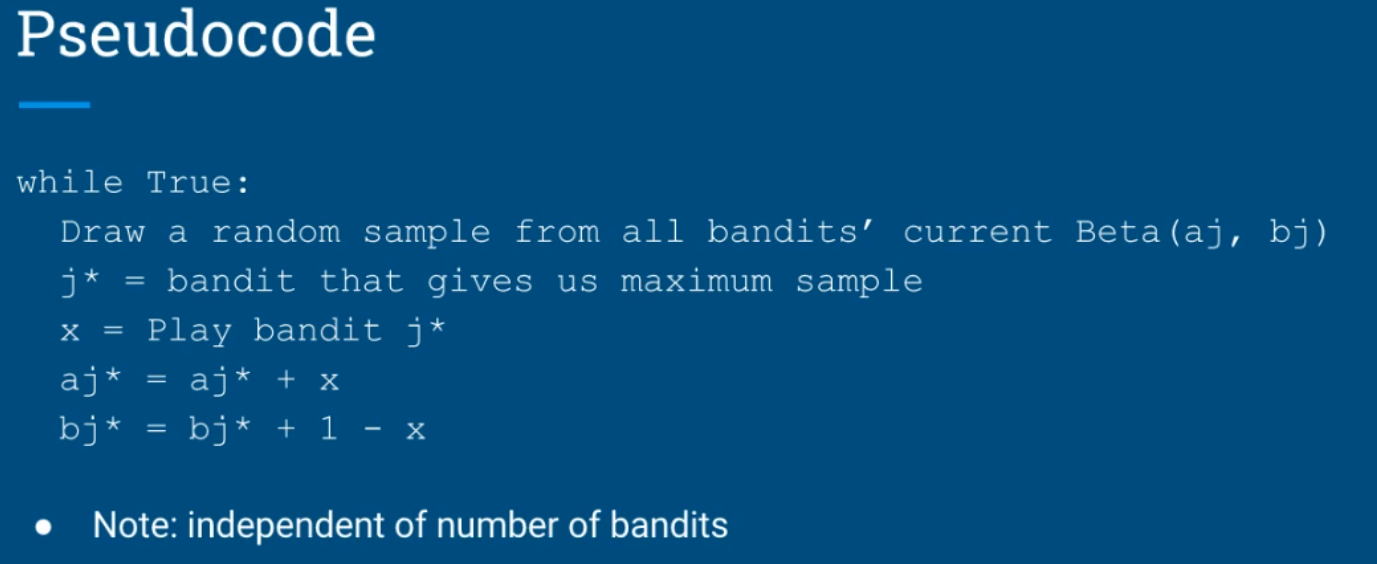 Pseudocode
while True:
Draw a random sample from all bandits’ current Beta(aj, bj)
j* = bandit that gives us maximum sample
x = Play bandit j*
aj* = aj* + x
bj* = bj* + 1 - x
● Note: independent of number of bandits